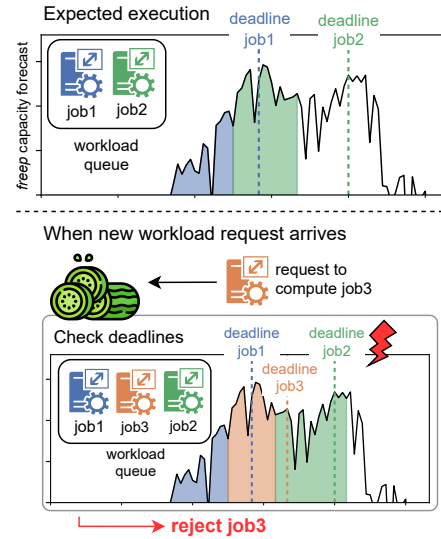 Expected execution
deadline
job1
deadline
job2
freep capacity forecast
job1
job2
workload
queue
When new workload request arrives
request to
compute job3
Check deadlines
deadline
job1
deadline
job2
deadline
job3
job1
job3
job2
workload
queue
reject job3